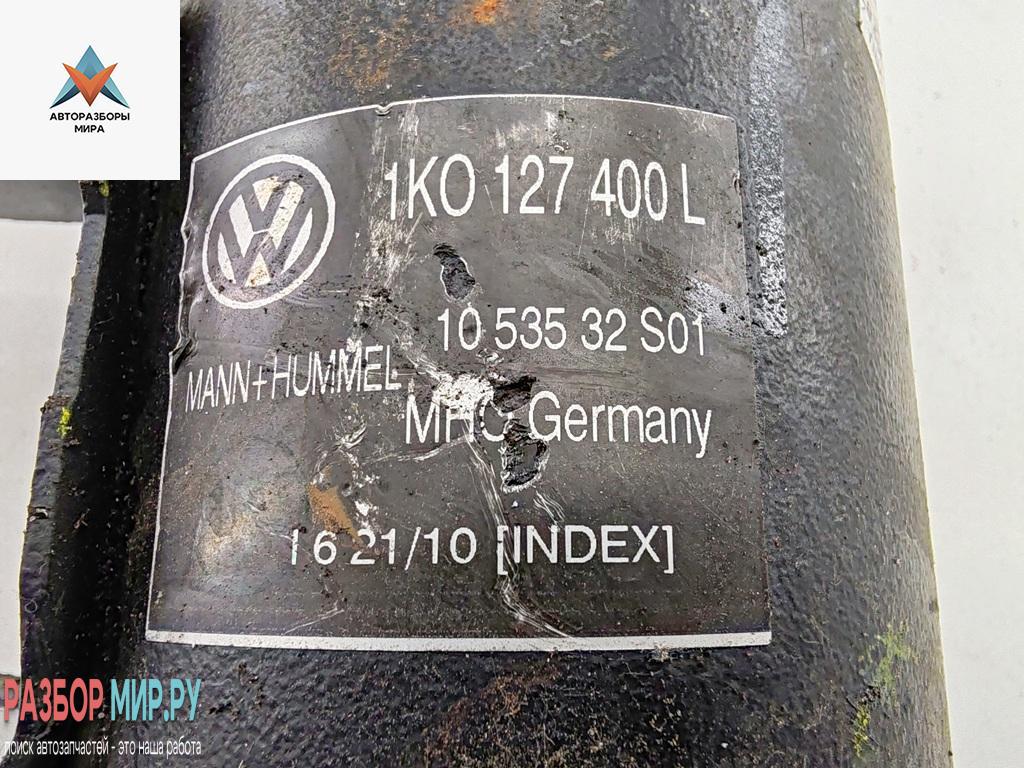 АВТОРАЗБОРЫ
МИРА
1K0 127 400 L
10 535 32 S01
MANN+HUMMEL
Germany
I 6 21/10 [INDEX]
РАЗБОР МИР.РУ
поиск автозапчастей - это наша работа